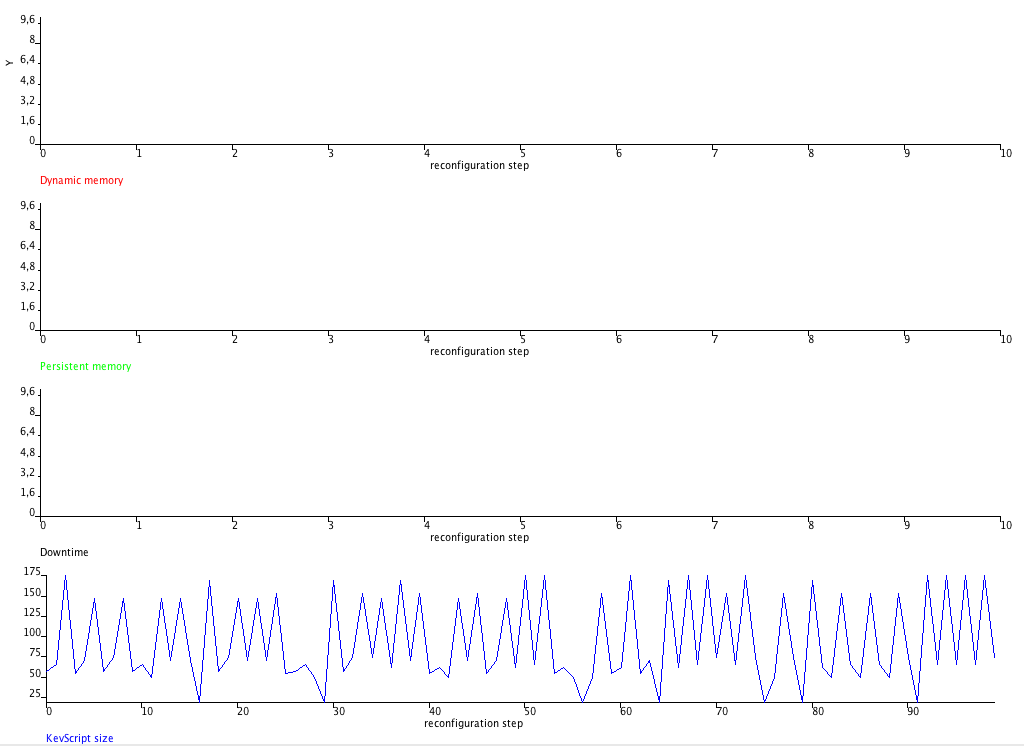 9,6
8
Y
6,4
4,8
3,2
1,6
0
0 1 2 3 4 5 6 7 8 9 10
reconfiguration step
Dynamic memory
9,6
8
6,4
4,8
3,2
1,6
0
0 1 2 3 4 5 6 7 8 9 10
reconfiguration step
Persistent memory
9,6
8
6,4
4,8
3,2
1,6
0
0 1 2 3 4 5 6 7 8 9 10
reconfiguration step
Downtime
175
150
125
100
75
50
25
0 10 20 30 40 50 60 70 80 90
reconfiguration step
KevScript size